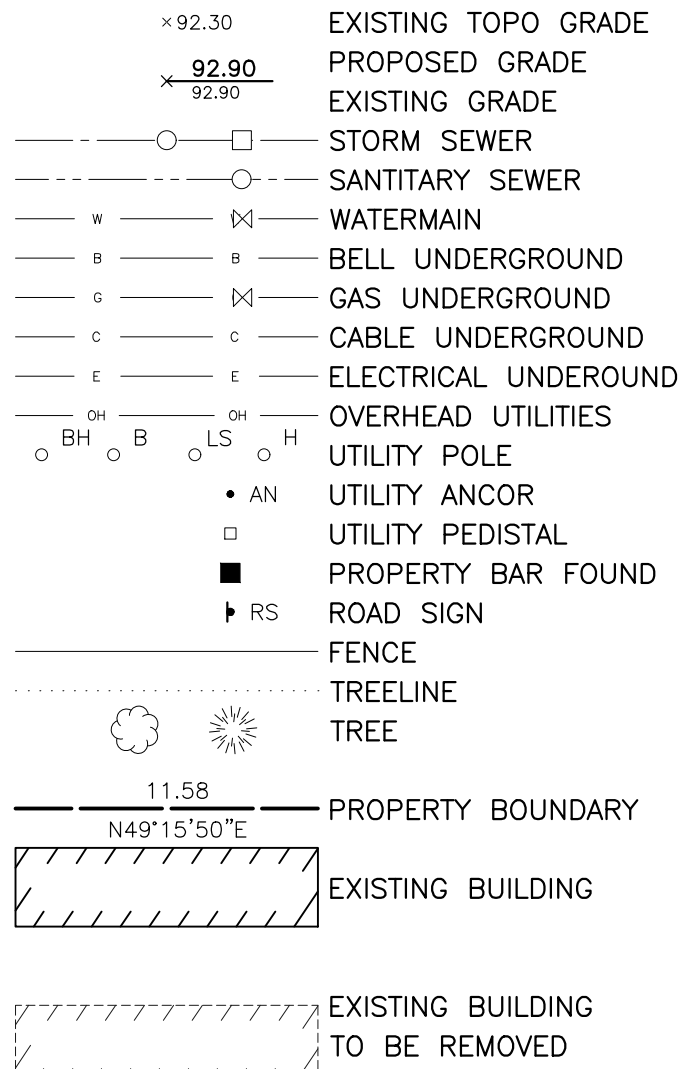 ×92.30 EXISTING TOPO GRADE
92.90 PROPOSED GRADE
92.90 EXISTING GRADE
STORM SEWER
SANTITARY SEWER
W WATERMAIN
B B BELL UNDERGROUND
G GAS UNDERGROUND
C C CABLE UNDERGROUND
E E ELECTRICAL UNDEROUND
OH OH OVERHEAD UTILITIES
BH B LS H UTILITY POLE
AN UTILITY ANCOR
UTILITY PEDISTAL
PROPERTY BAR FOUND
RS ROAD SIGN
FENCE
TREELINE
TREE
11.58
PROPERTY BOUNDARY
N49°15'50"E
EXISTING BUILDING
EXISTING BUILDING
TO BE REMOVED